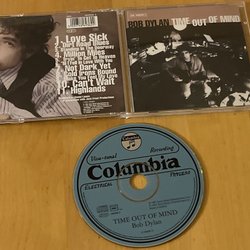 1. Love Sick
2. Dirt Road Blues
3. Standing in the Doorway
4. Million Miles
5. Tryin' To Get To Heaven
6. 'Til I Fell In Love With You
7. Not Dark Yet
8. Cold Irons Bound
9. Make You Feel My Love
10. Can't Wait
11. Highlands
BOB DYLAN TIME OUT OF MIND
Columbia
Viva-tonal Recording
Columbia
ELECTRICAL PROCESS
TIME OUT OF MIND
Bob Dylan